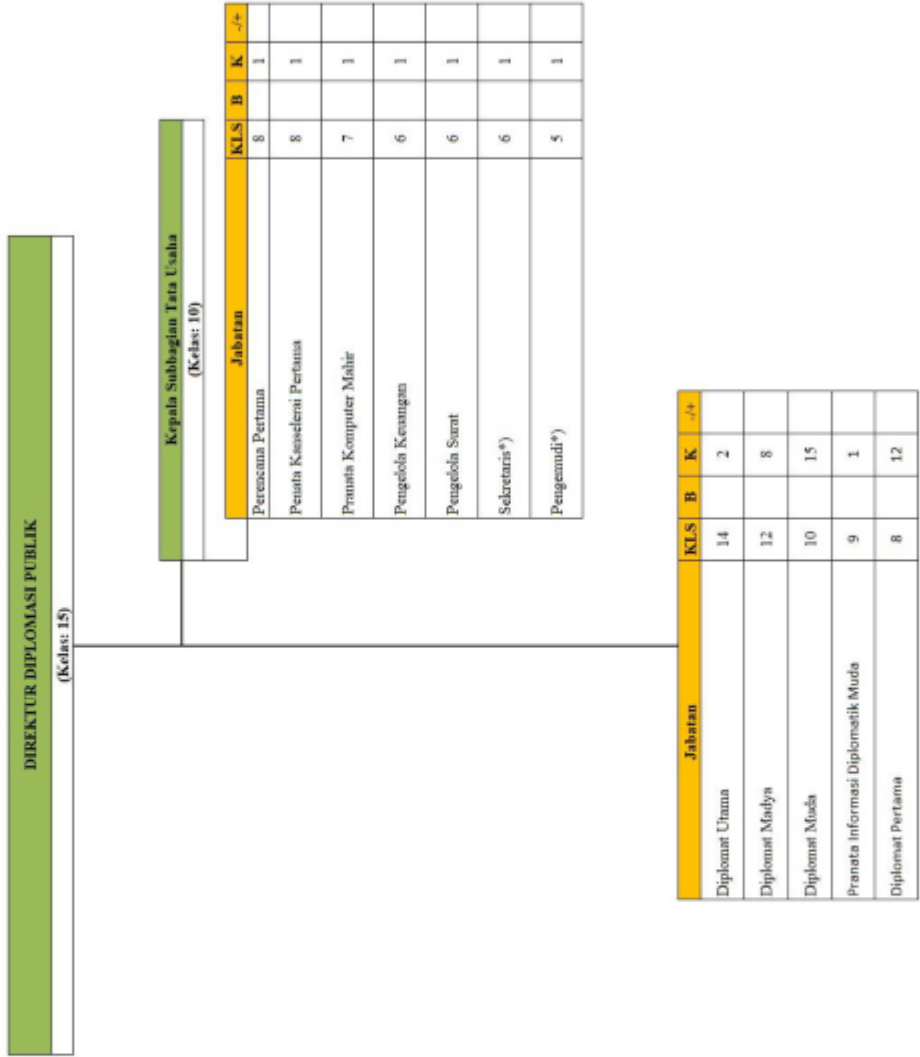 DIREKTUR DIPLOMASI PUBLIK
(Kelas: 15)
Kepala Subbagian Tata Usaha
(Kelas: 10)
Jabatan KLS B K -/+
Perencana Pertama 8 1
Penata Kanselerai Pertama 8 1
Pranata Komputer Mahir 7 1
Pengelola Keuangan 6 1
Pengelola Surat 6 1
Sekretaris*) 6 1
Pengemudi*) 5 1
Jabatan KLS B K -/+
Diplomat Utama 14 2
Diplomat Madya 12 8
Diplomat Muda 10 15
Pranata Informasi Diplomatik Muda 9 1
Diplomat Pertama 8 12